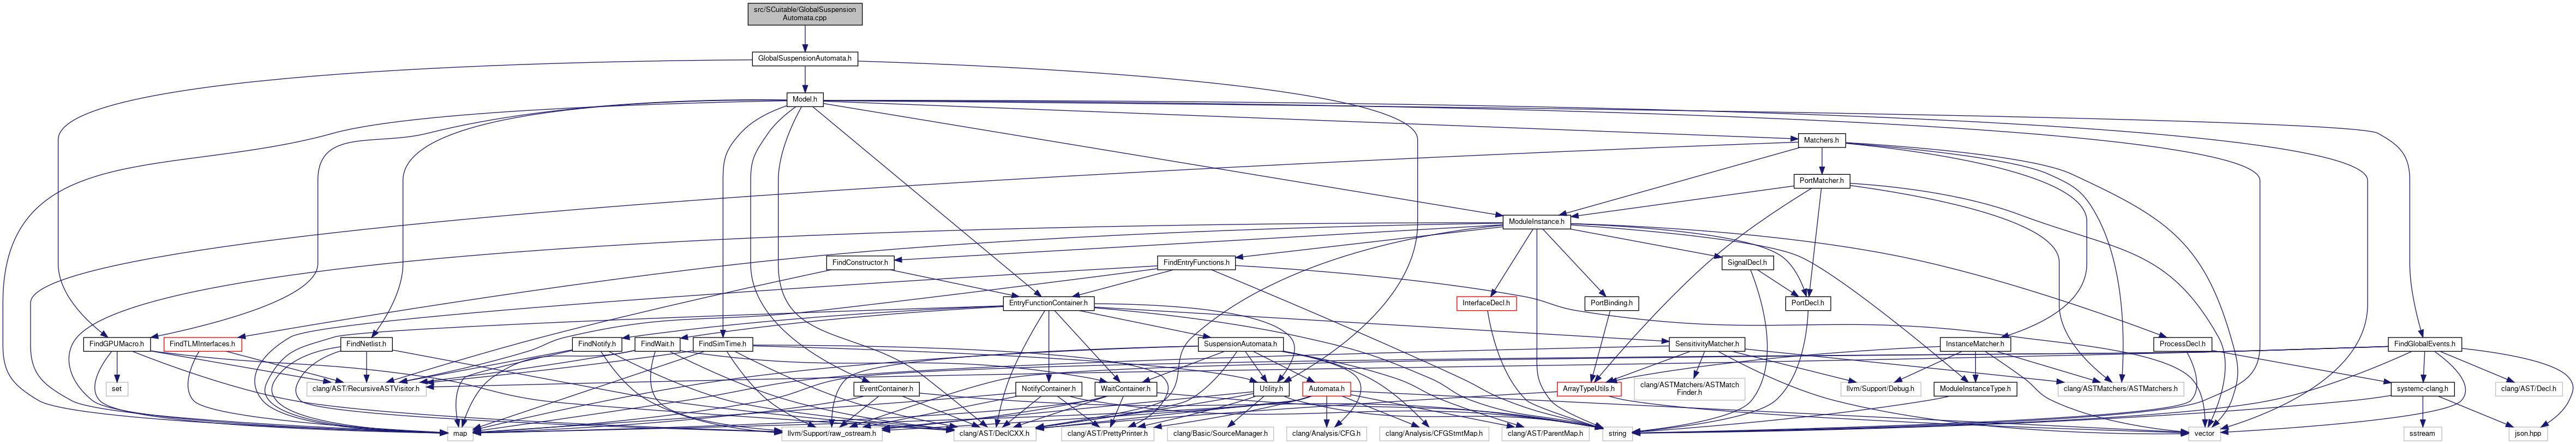 src/SCuitable/GlobalSuspension
Automata.cpp
GlobalSuspensionAutomata.h
Model.h
Matchers.h
PortMatcher.h
ModuleInstance.h
FindConstructor.h
FindEntryFunctions.h
SignalDecl.h
EntryFunctionContainer.h
InterfaceDecl.h
PortBinding.h
PortDecl.h
FindGPUMacro.h
FindTLMInterfaces.h
FindNetlist.h
FindNotify.h
FindWait.h
FindSimTime.h
SuspensionAutomata.h
SensitivityMatcher.h
InstanceMatcher.h
ProcessDecl.h
FindGlobalEvents.h
set
clang/AST/RecursiveASTVisitor.h
EventContainer.h
NotifyContainer.h
WaitContainer.h
Utility.h
Automata.h
ArrayTypeUtils.h
clang/ASTMatchers/ASTMatch
Finder.h
llvm/Support/Debug.h
ModuleInstanceType.h
clang/ASTMatchers/ASTMatchers.h
systemc-clang.h
clang/AST/Decl.h
map
llvm/Support/raw_ostream.h
clang/AST/DeclCXX.h
clang/AST/PrettyPrinter.h
clang/Basic/SourceManager.h
clang/Analysis/CFG.h
clang/Analysis/CFGStmtMap.h
clang/AST/ParentMap.h
string
vector
sstream
json.hpp